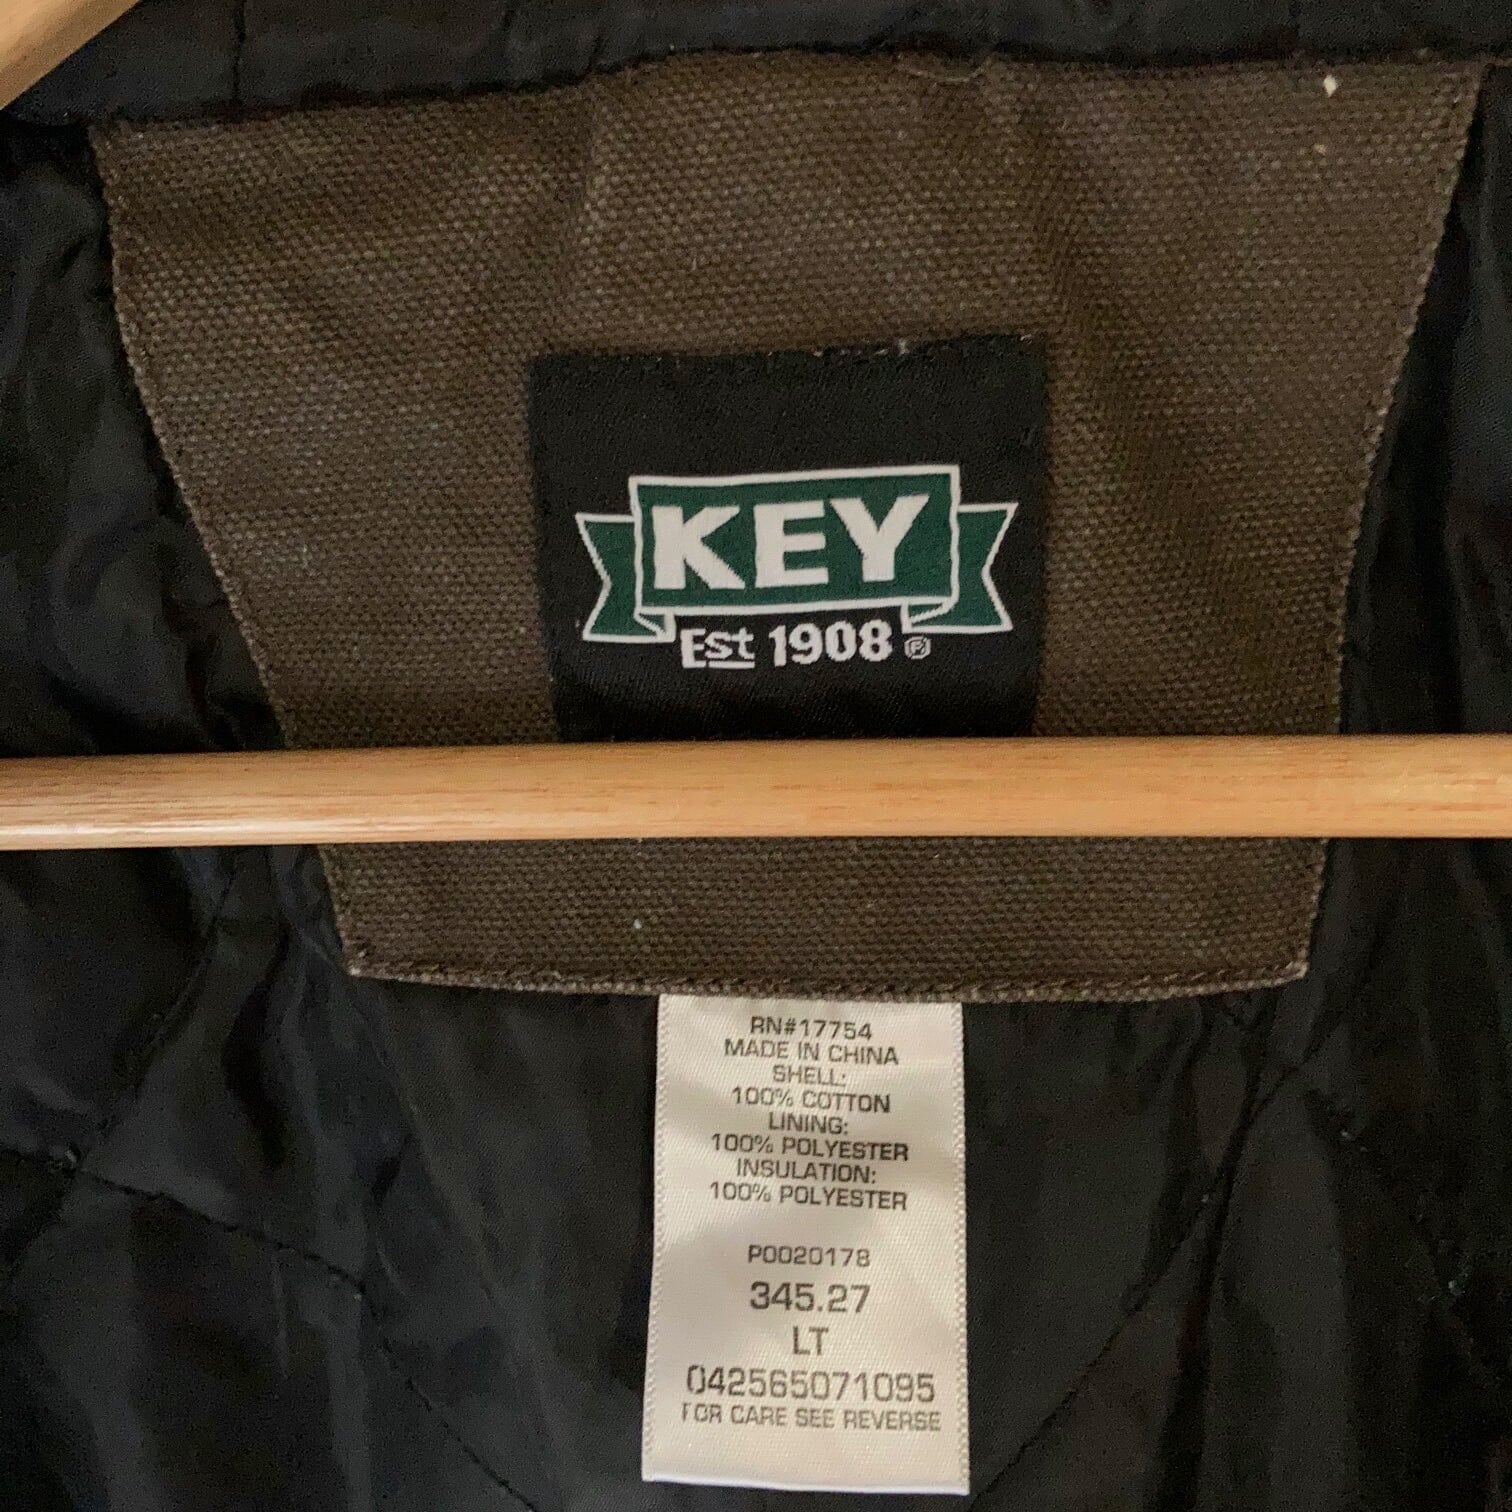 KEY
Est 1908 ®
RN#17754
MADE IN CHINA
SHELL:
100% COTTON
LINING:
100% POLYESTER
INSULATION:
100% POLYESTER
PO020178
345.27
LT
042565071095
FOR CARE SEE REVERSE